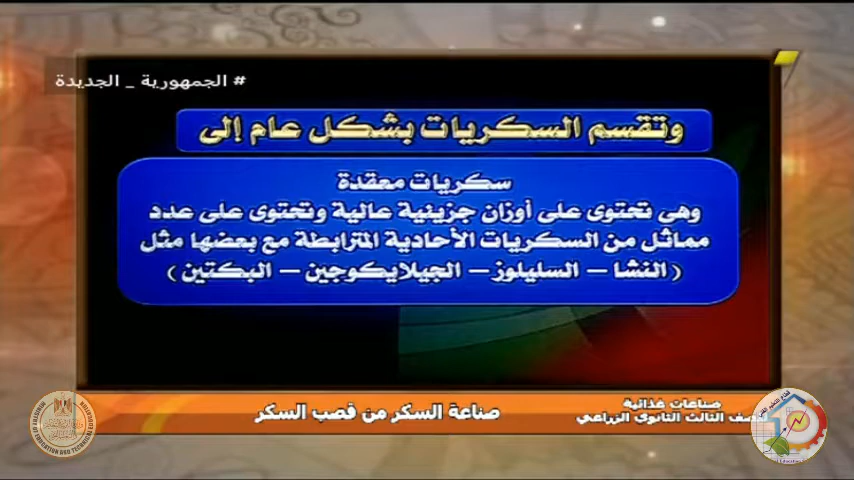 # الجمهورية _ الجديدة
وتقسم السكريات بشكل عام إلى
سكريات معقدة
وهى تحتوى على أوزان جزيئية عالية وتحتوى على عدد
مماثل من السكريات الأحادية المترابطة مع بعضها مثل
( النشا – السليلوز – الجيلايكوجين – البكتين )
صناعات غذائية
الصف الثالث الثانوى الزراعي
صناعة السكر من قصب السكر